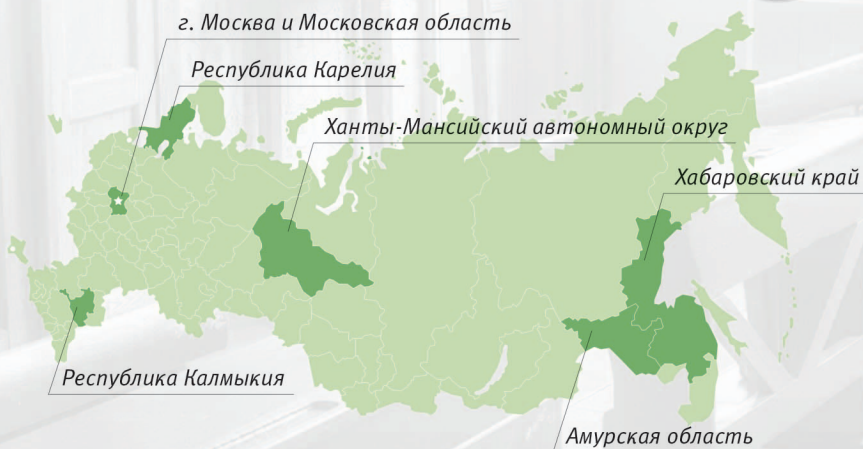 г. Москва и Московская область
Республика Карелия
Ханты-Мансийский автономный округ
Хабаровский край
Республика Калмыкия
Амурская область